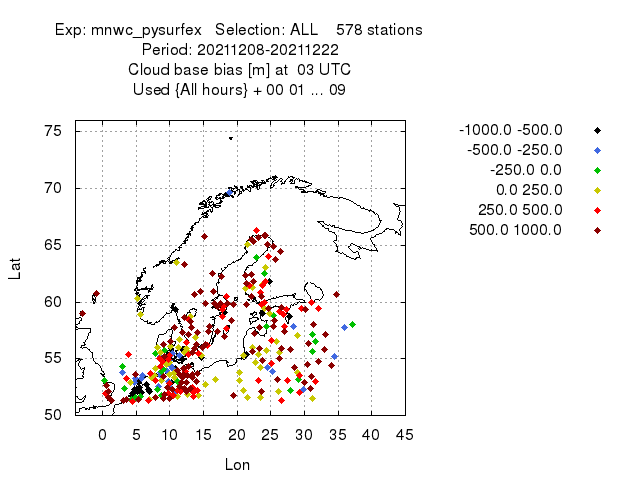 Exp: mnwc_pysurfex   Selection: ALL    578 stations
Period: 20211208-20211222
Cloud base bias [m] at  03 UTC
Used {All hours} + 00 01 ... 09
-1000.0 -500.0
-500.0 -250.0
-250.0 0.0
0.0 250.0
250.0 500.0
500.0 1000.0
75
70
65
60
55
50
Lat
0 5 10 15 20 25 30 35 40 45
Lon